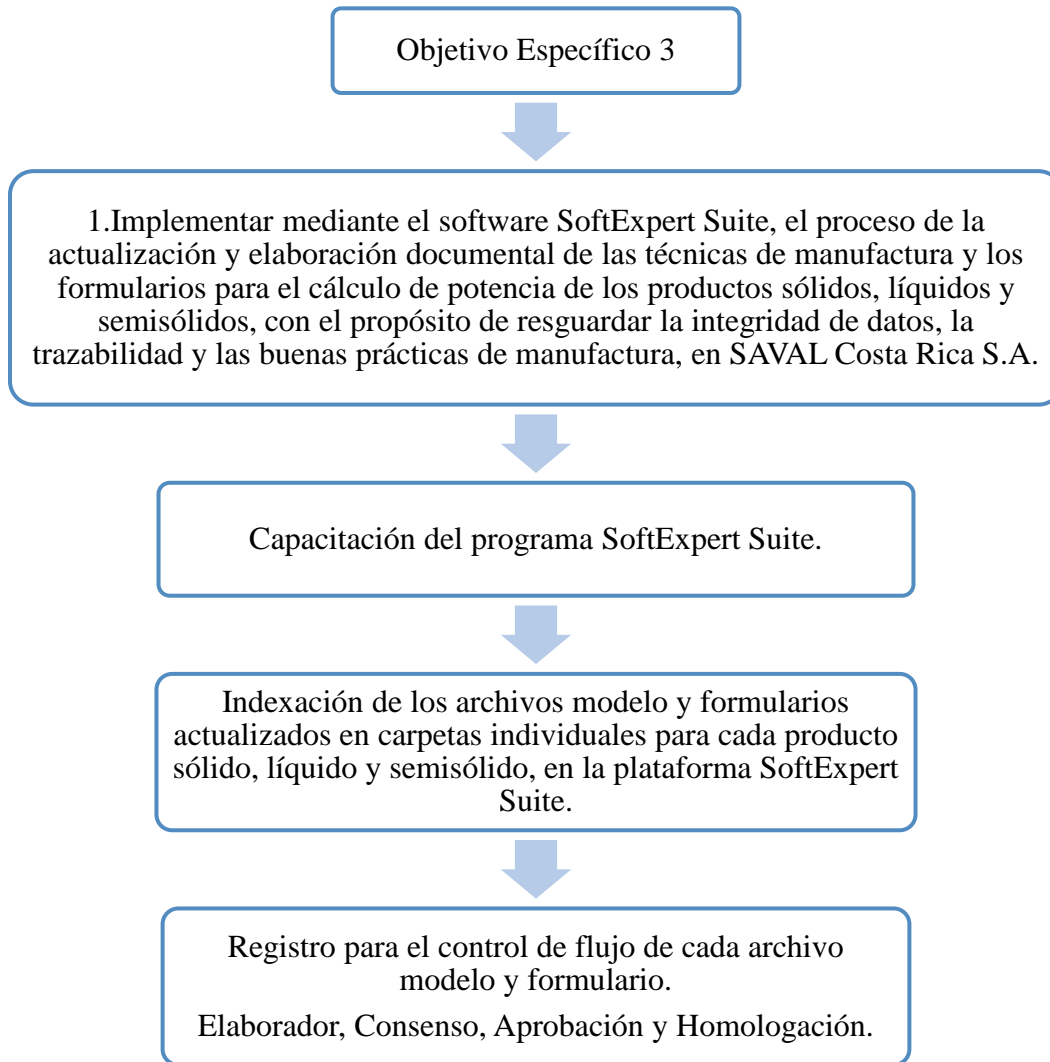 Objetivo Específico 3
1.Implementar mediante el software SoftExpert Suite, el proceso de la
actualización y elaboración documental de las técnicas de manufactura y los
formularios para el cálculo de potencia de los productos sólidos, líquidos y
semisólidos, con el propósito de resguardar la integridad de datos, la
trazabilidad y las buenas prácticas de manufactura, en SAVAL Costa Rica S.A.
Capacitación del programa SoftExpert Suite.
Indexación de los archivos modelo y formularios
actualizados en carpetas individuales para cada producto
sólido, líquido y semisólido, en la plataforma SoftExpert
Suite.
Registro para el control de flujo de cada archivo
modelo y formulario.
Elaborador, Consenso, Aprobación y Homologación.